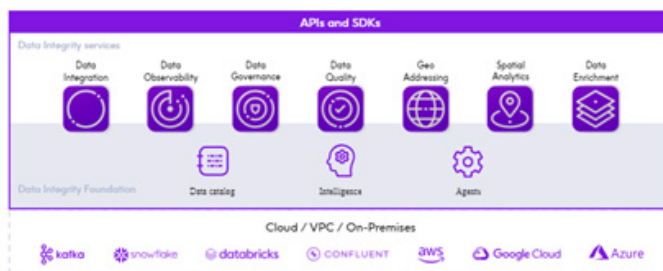 APIs and SDKs
Data Integrity services
Data Integration
Data Observability
Data Governance
Data Quality
Geo Addressing
Spatial Analytics
Data Enrichment
Data Integrity Foundation
Data catalog
Intelligence
Agents
Cloud / VPC / On-Premises
kafka
snowflake
databricks
CONFLUENT
aws
Google Cloud
Azure